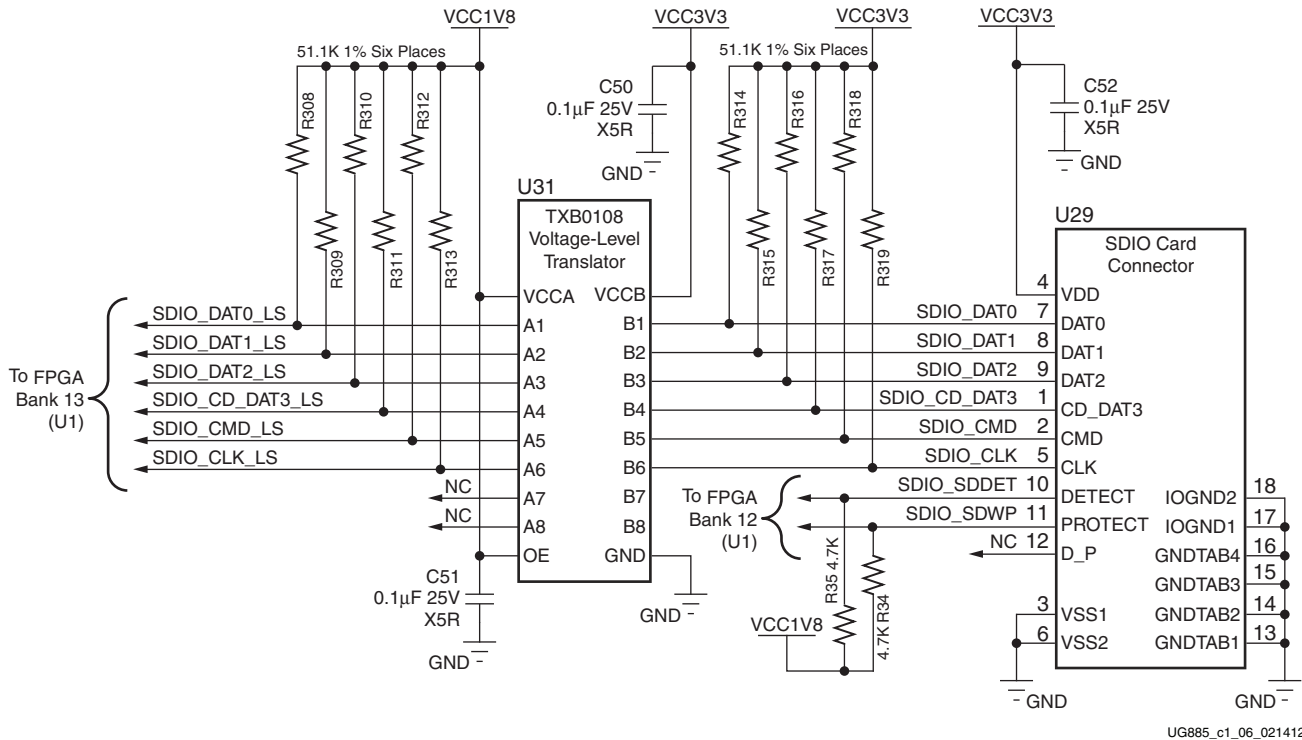 VCC1V8
VCC3V3
VCC3V3
VCC3V3
51.1K 1% Six Places
51.1K 1% Six Places
R308
R310
R312
R309
R311
R313
C50
0.1µF 25V
X5R
GND
R314
R316
R318
R315
R317
R319
C52
0.1µF 25V
X5R
GND
U31
TXB0108
Voltage-Level
Translator
VCCA VCCB
A1 B1
A2 B2
A3 B3
A4 B4
A5 B5
A6 B6
A7 B7
A8 B8
OE GND
To FPGA
Bank 13
(U1)
SDIO_DAT0_LS
SDIO_DAT1_LS
SDIO_DAT2_LS
SDIO_CD_DAT3_LS
SDIO_CMD_LS
SDIO_CLK_LS
NC
NC
C51
0.1µF 25V
X5R
GND
GND
U29
SDIO Card
Connector
4 VDD
SDIO_DAT0 7 DAT0
SDIO_DAT1 8 DAT1
SDIO_DAT2 9 DAT2
SDIO_CD_DAT3 1 CD_DAT3
SDIO_CMD 2 CMD
SDIO_CLK 5 CLK
SDIO_SDDET 10 DETECT
SDIO_SDWP 11 PROTECT
NC 12 D_P
3 VSS1
6 VSS2
IOGND2 18
IOGND1 17
GNDTAB4 16
GNDTAB3 15
GNDTAB2 14
GNDTAB1 13
To FPGA
Bank 12
(U1)
R35 4.7K
4.7K R34
VCC1V8
GND
GND
UG885_c1_06_021412